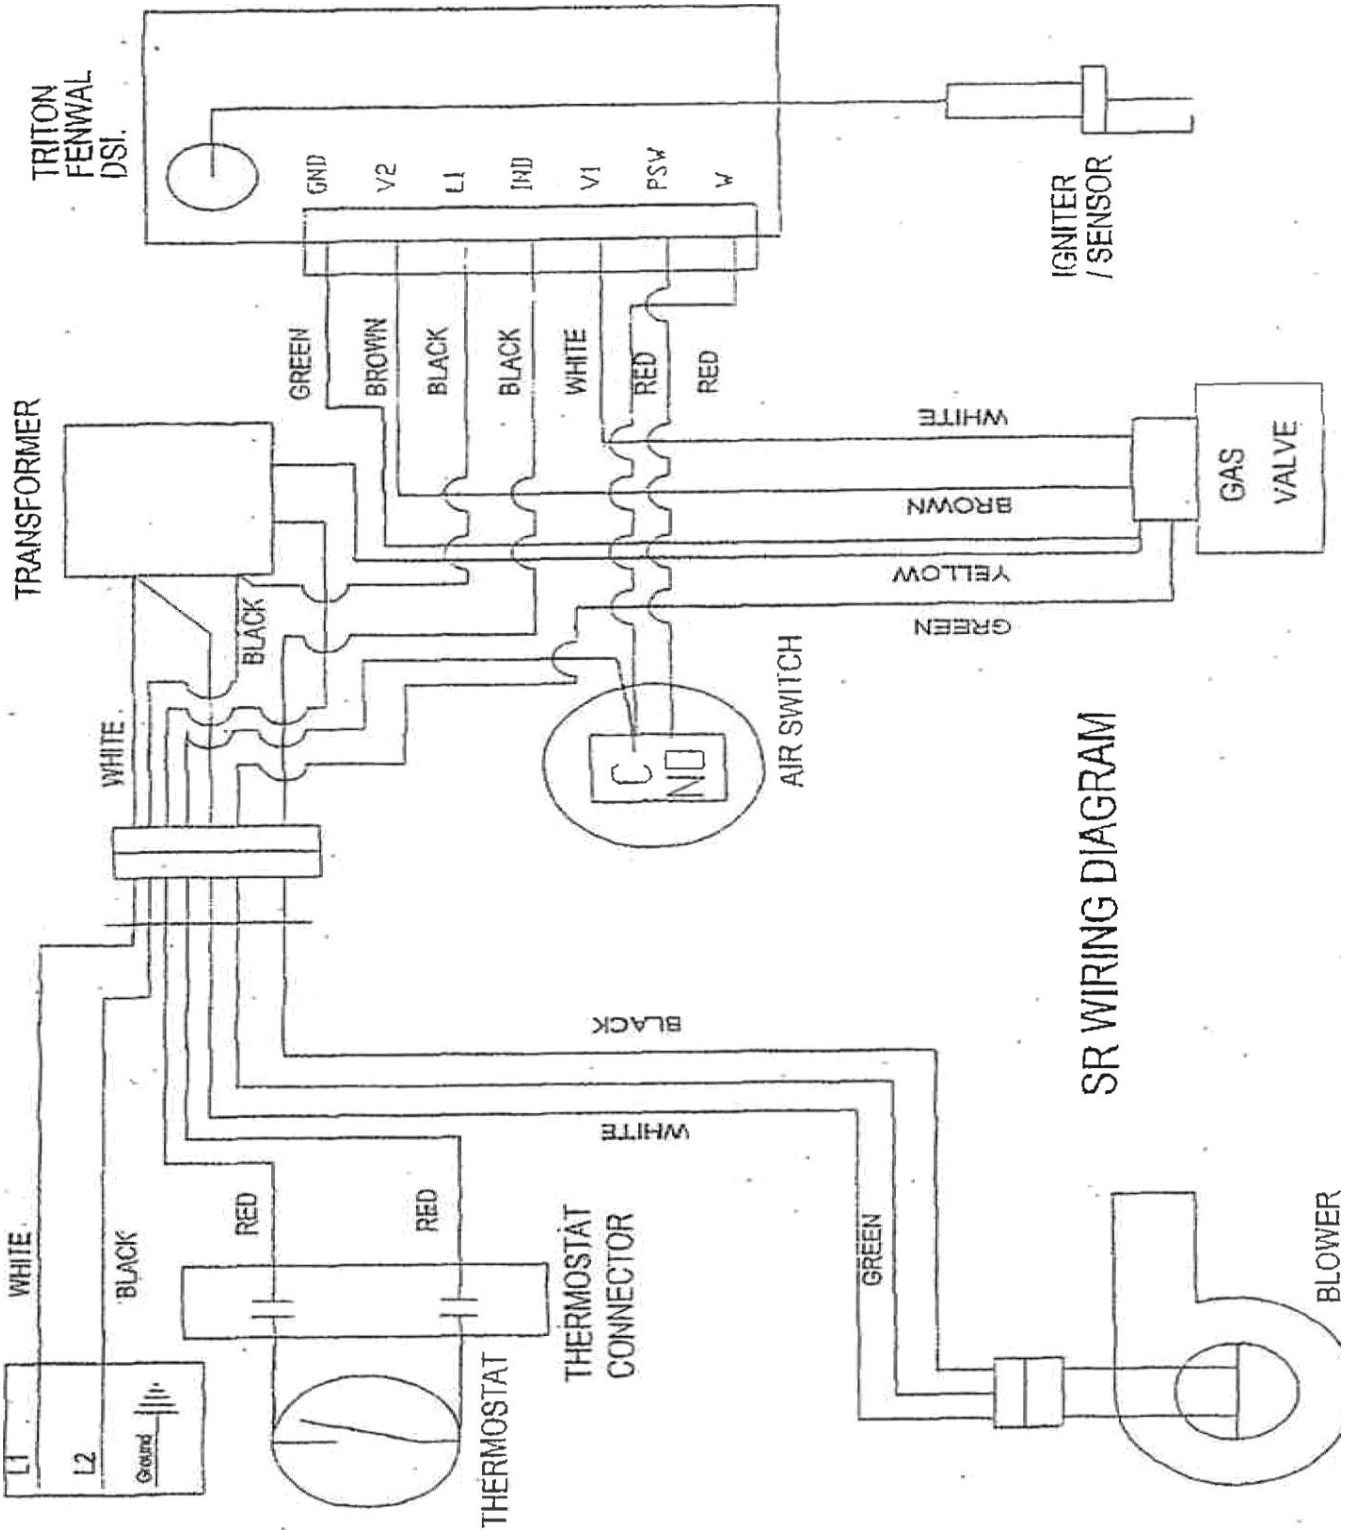 TRITON
FENWAL
DSI.
GND
V2
L1
IND
V1
PSW
W
IGNITER
/ SENSOR
TRANSFORMER
GREEN
BROWN
BLACK
BLACK
WHITE
RED
RED
WHITE
BROWN
YELLOW
GREEN
GAS
VALVE
BLACK
WHITE
C
NO
AIR SWITCH
SR WIRING DIAGRAM
BLACK
WHITE
WHITE
BLACK
RED
RED
THERMOSTAT
CONNECTOR
GREEN
L1
L2
Ground
THERMOSTAT
BLOWER